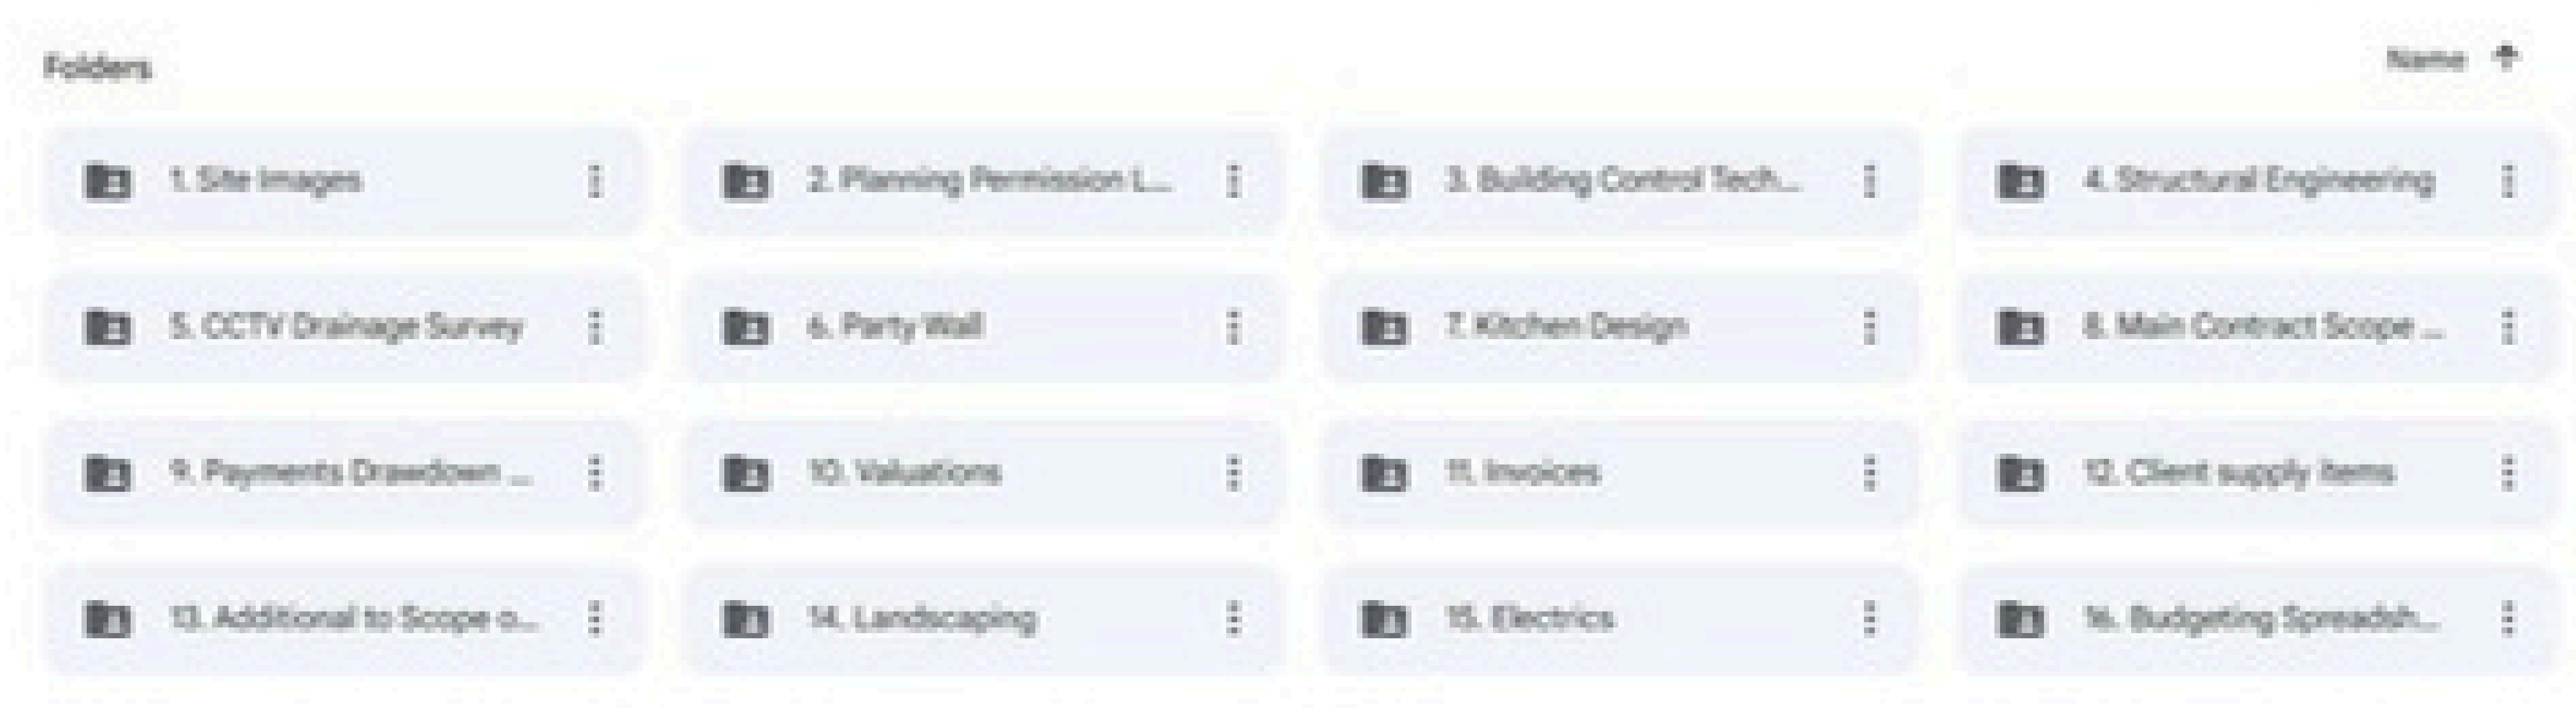 Folders
Name
1. Site Images
2. Planning Permission L...
3. Building Control Tech...
4. Structural Engineering
5. CCTV Drainage Survey
6. Party Wall
7. Kitchen Design
8. Main Contract Scope ...
9. Payments Drawdown ...
10. Valuations
11. Invoices
12. Client supply items
13. Additional to Scope o...
14. Landscaping
15. Electrics
16. Budgeting Spreadsh...